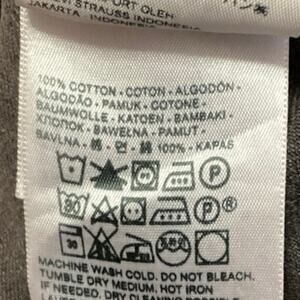 STRAUSS INDONESIA
JAKARTA · INDONESIA
100% COTTON · COTON · ALGODÓN ·
ALGODÃO · PAMUK · COTONE ·
BAUMWOLLE · KATOEN · BAMBAKI ·
ХЛОПОК · BAWEŁNA · PAMUT ·
BAVLNA · 棉 · 면 · 綿 100% · KAPAS
P
P ®
30
MACHINE WASH COLD. DO NOT BLEACH.
TUMBLE DRY MEDIUM. HOT IRON
IF NEEDED. DRY CLEANING POSSIBLE